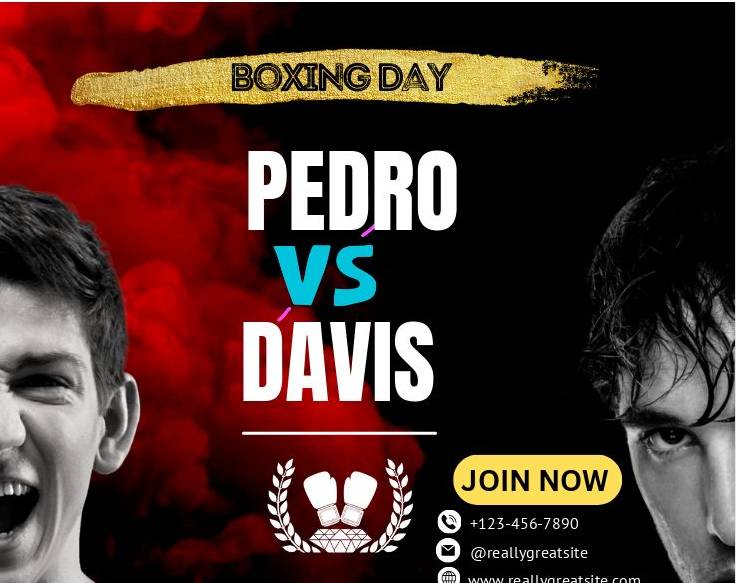 BOXING DAY
PEDRO
VS
DAVIS
JOIN NOW
+123-456-7890
@reallygreatsite
www.reallygreatsite.com